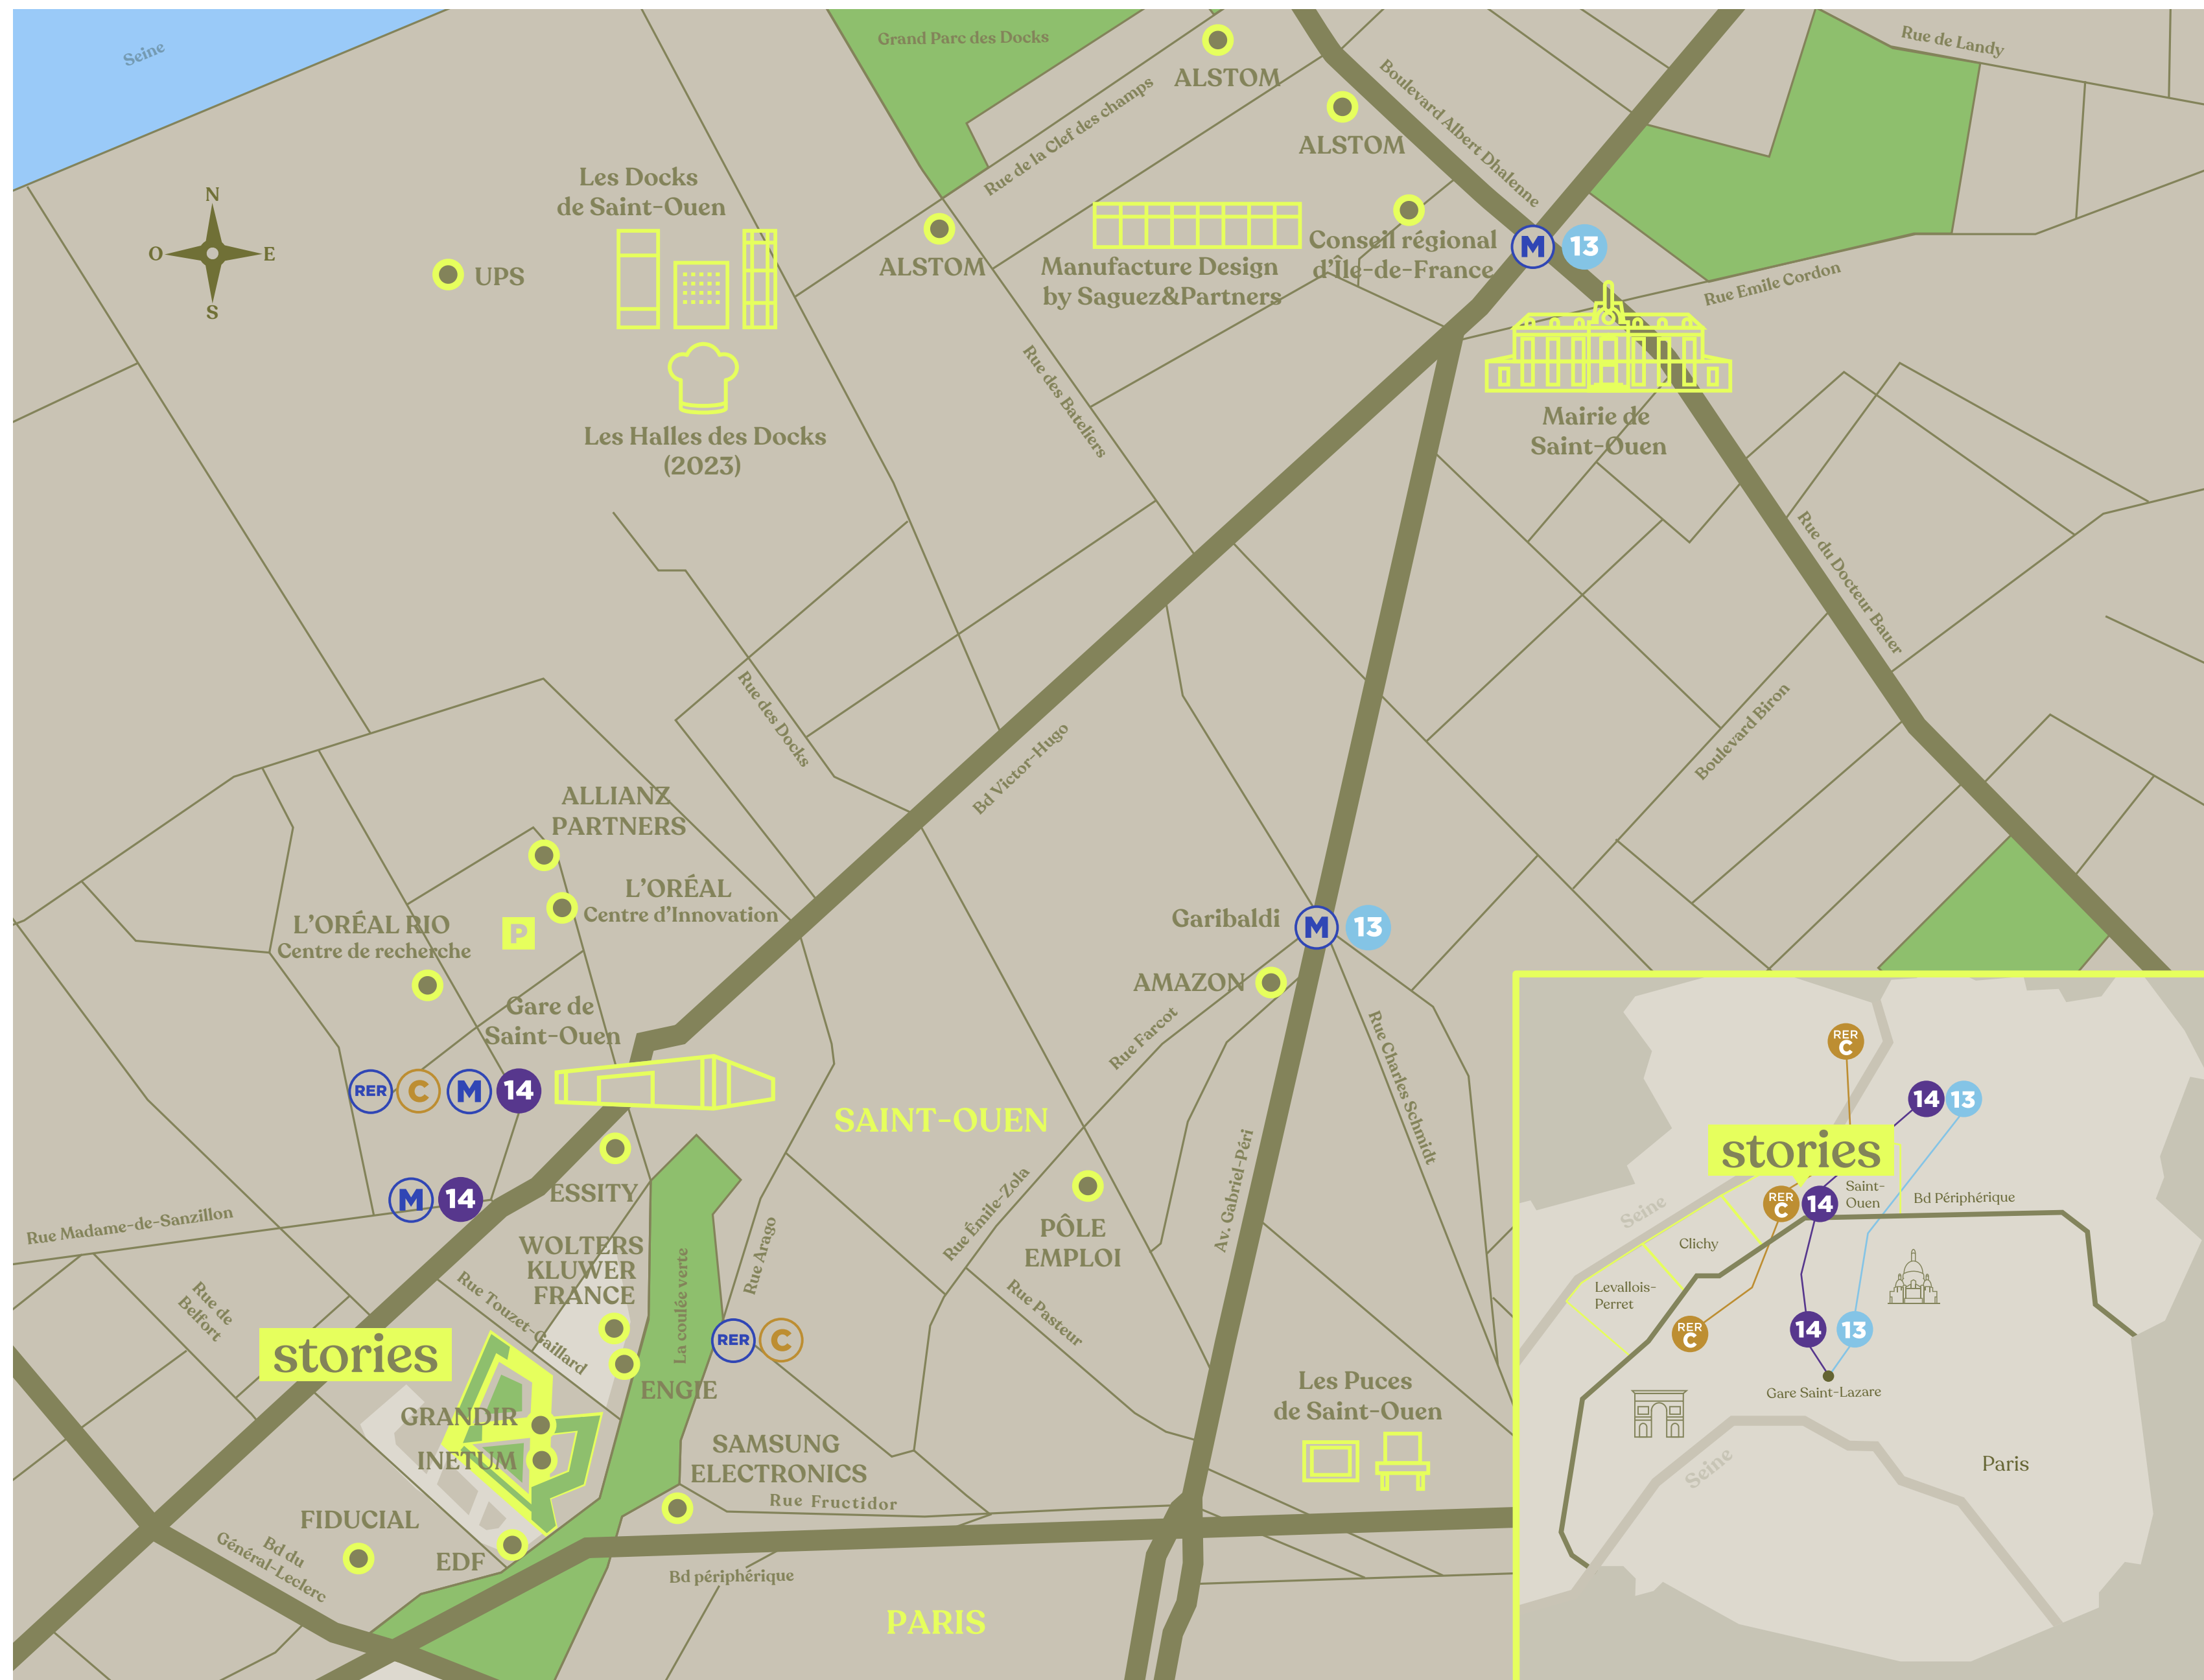 Seine
Grand Parc des Docks
ALSTOM
Rue de la Clef des champs
ALSTOM
Boulevard Albert Dhalenne
Rue de Landy
N
O
E
S
UPS
Les Docks
de Saint-Ouen
ALSTOM
Manufacture Design
by Saguez&Partners
Conseil régional
d'Île-de-France
M
13
Rue Emile Cordon
Les Halles des Docks
(2023)
Rue des Bateliers
Mairie de
Saint-Ouen
Rue du Docteur Bauer
Boulevard Biron
Rue des Docks
Bd Victor-Hugo
ALLIANZ
PARTNERS
L'ORÉAL
Centre d'Innovation
L'ORÉAL RIO
Centre de recherche
P
Gare de
Saint-Ouen
RER
C
M
14
Garibaldi
M
13
AMAZON
Rue Farcot
Rue Charles Schmidt
SAINT-OUEN
ESSITY
M
14
Rue Madame-de-Sanzillon
Rue de
Belfort
WOLTERS
KLUWER
FRANCE
Rue Touzet-Gaillard
La coulée verte
Rue Arago
Rue Émile-Zola
PÔLE
EMPLOI
Av. Gabriel-Péri
Rue Pasteur
RER
C
stories
ENGIE
GRANDIR
INETUM
SAMSUNG
ELECTRONICS
Rue Fructidor
Les Puces
de Saint-Ouen
FIDUCIAL
EDF
Bd du
Général-Leclerc
Bd périphérique
PARIS
RER
C
14
13
stories
Seine
RER
C
14
Saint-
Ouen
Bd Périphérique
Clichy
Levallois-
Perret
RER
C
14
13
Gare Saint-Lazare
Seine
Paris